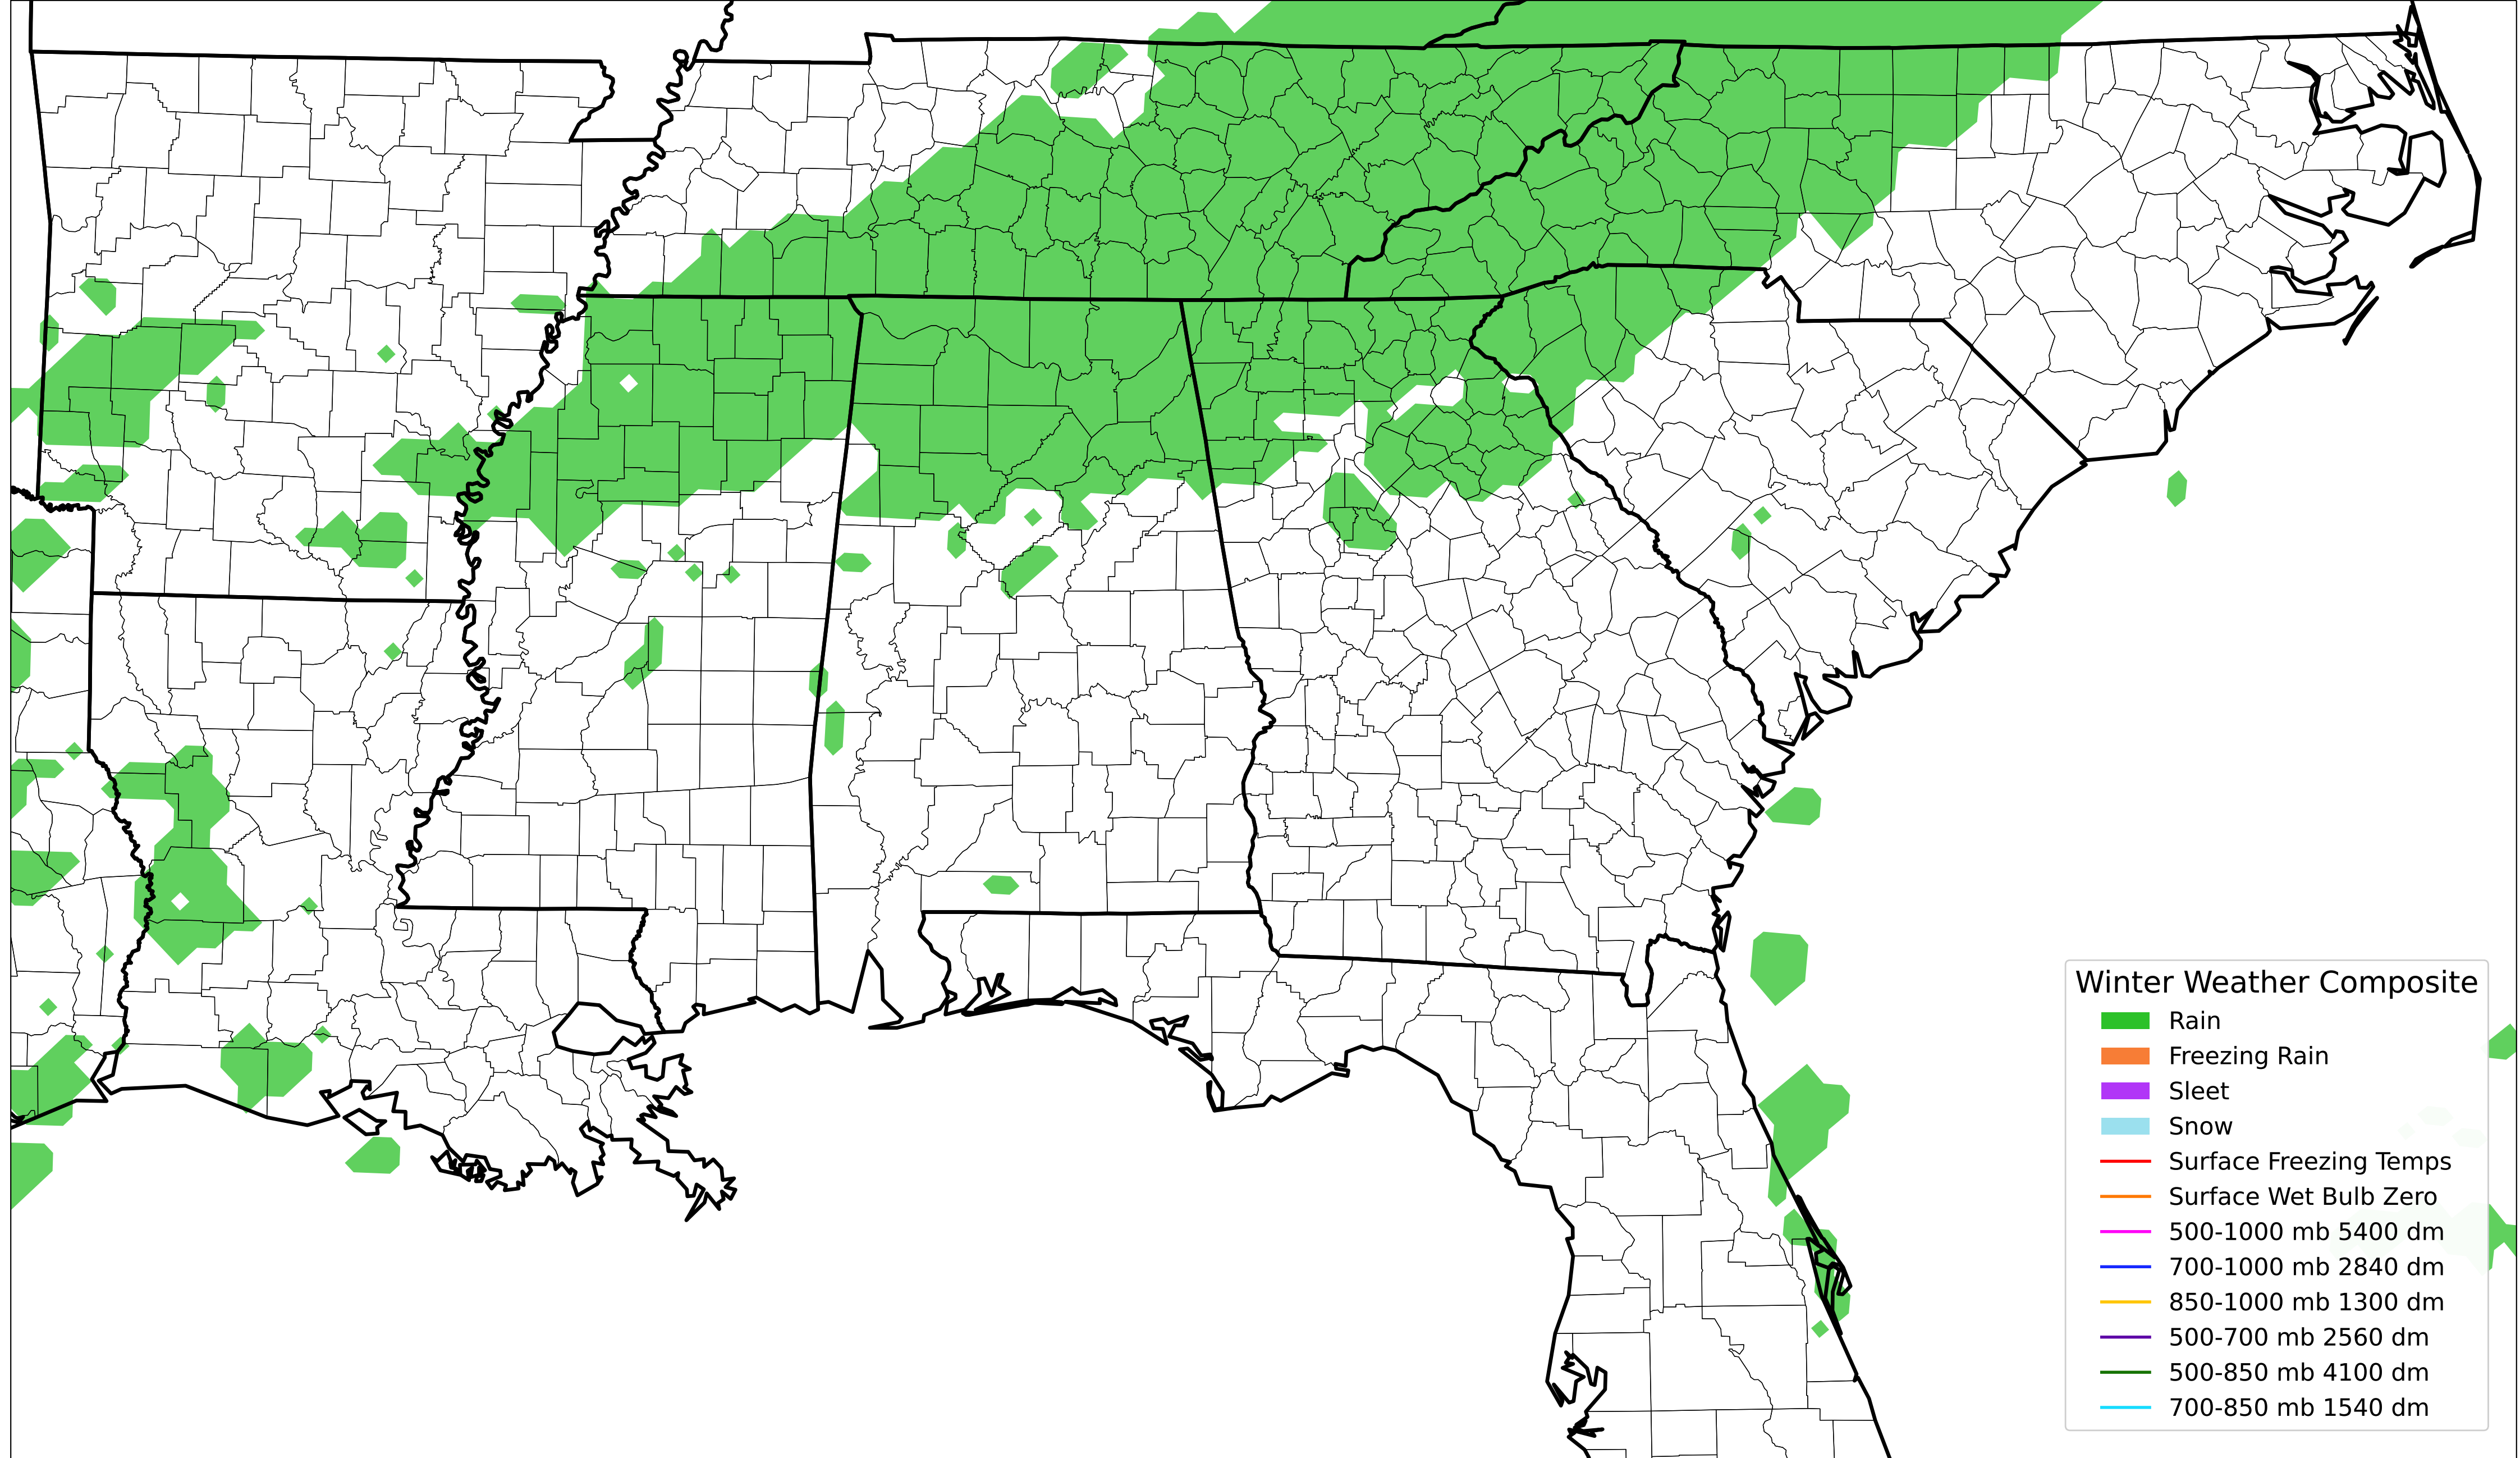 Winter Weather Composite
Rain
Freezing Rain
Sleet
Snow
Surface Freezing Temps
Surface Wet Bulb Zero
500-1000 mb 5400 dm
700-1000 mb 2840 dm
850-1000 mb 1300 dm
500-700 mb 2560 dm
500-850 mb 4100 dm
700-850 mb 1540 dm